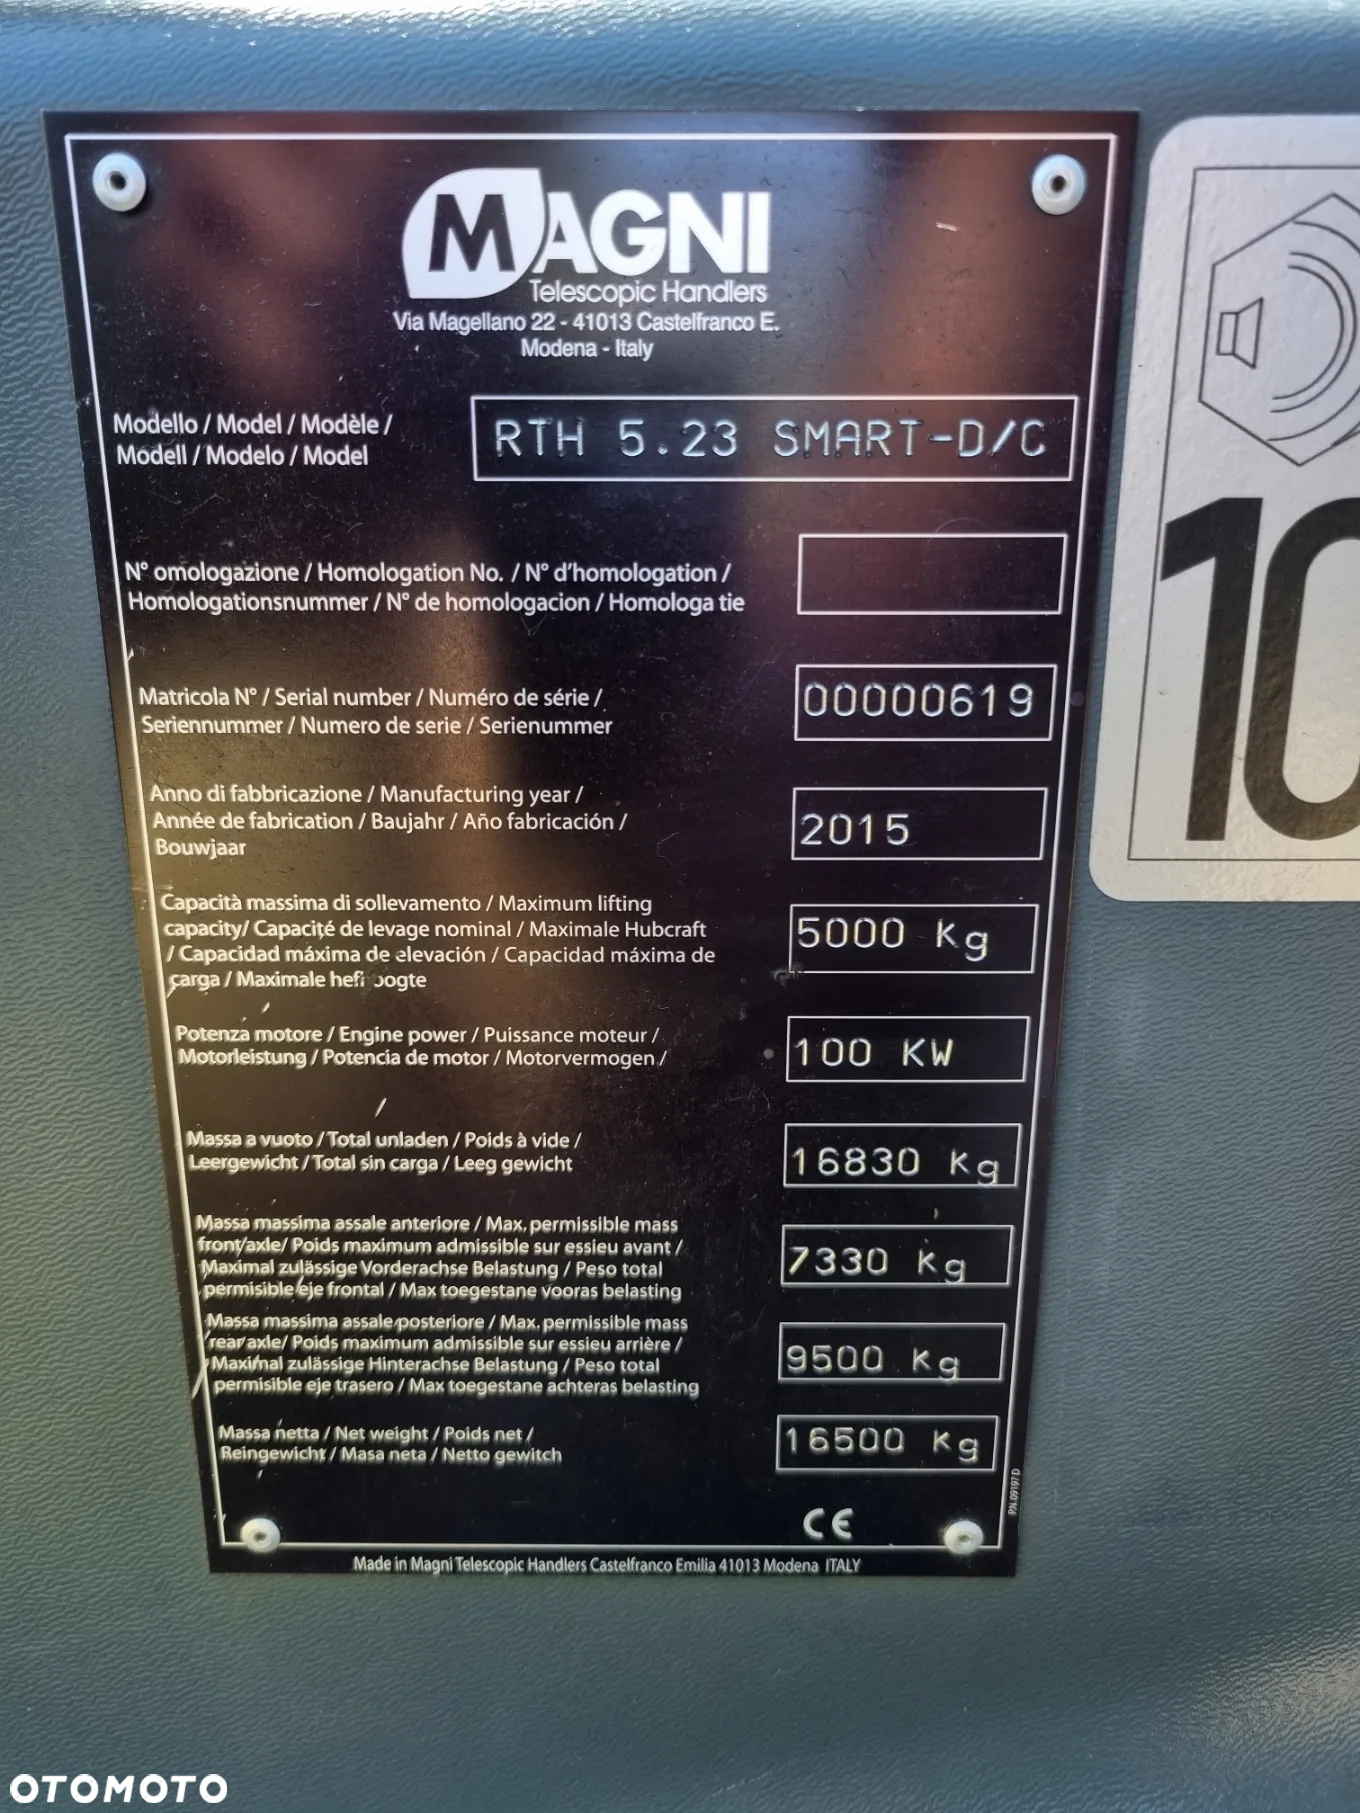 MAGNI
Telescopic Handlers
Via Magellano 22 - 41013 Castelfranco E.
Modena - Italy
Modello / Model / Modèle /
Modell / Modelo / Model
RTH 5.23 SMART-D/C
N° omologazione / Homologation No. / N° d'homologation /
Homologationsnummer / N° de homologacion / Homologa tie
Matricola N° / Serial number / Numéro de série /
Seriennummer / Numero de serie / Serienummer
00000619
Anno di fabbricazione / Manufacturing year /
Année de fabrication / Baujahr / Año fabricación /
Bouwjaar
2015
Capacità massima di sollevamento / Maximum lifting
capacity/ Capacité de levage nominal / Maximale Hubcraft
/ Capacidad máxima de elevación / Capacidad máxima de
carga / Maximale
5000 Kg
Potenza motore / Engine power / Puissance moteur /
Motorleistung / Potencia de motor / Motorvermogen /
100 KW
Massa a vuoto / Total unladen / Poids à vide /
Leergewicht / Total sin carga / Leeg gewicht
16830 Kg
Massa massima assale anteriore / Max. permissible mass
front/axle/ Poids maximum admissible sur essieu avant /
Maximal zulässige Vorderachse Belastung / Peso total
permisible eje frontal / Max toegestane vooras belasting
7330 Kg
Massa massima assale posteriore / Max. permissible mass
rear axle/ Poids maximum admissible sur essieu arrière /
Maximal zulässige Hinterachse Belastung / Peso total
permisible eje trasero / Max toegestane achteras belasting
9500 Kg
Massa netta / Net weight / Poids net /
Reingewicht / Masa neta / Netto gewitch
16500 Kg
P.N. 09197 D
CE
Made in Magni Telescopic Handlers Castelfranco Emilia 41013 Modena ITALY
10
OTOMOTO